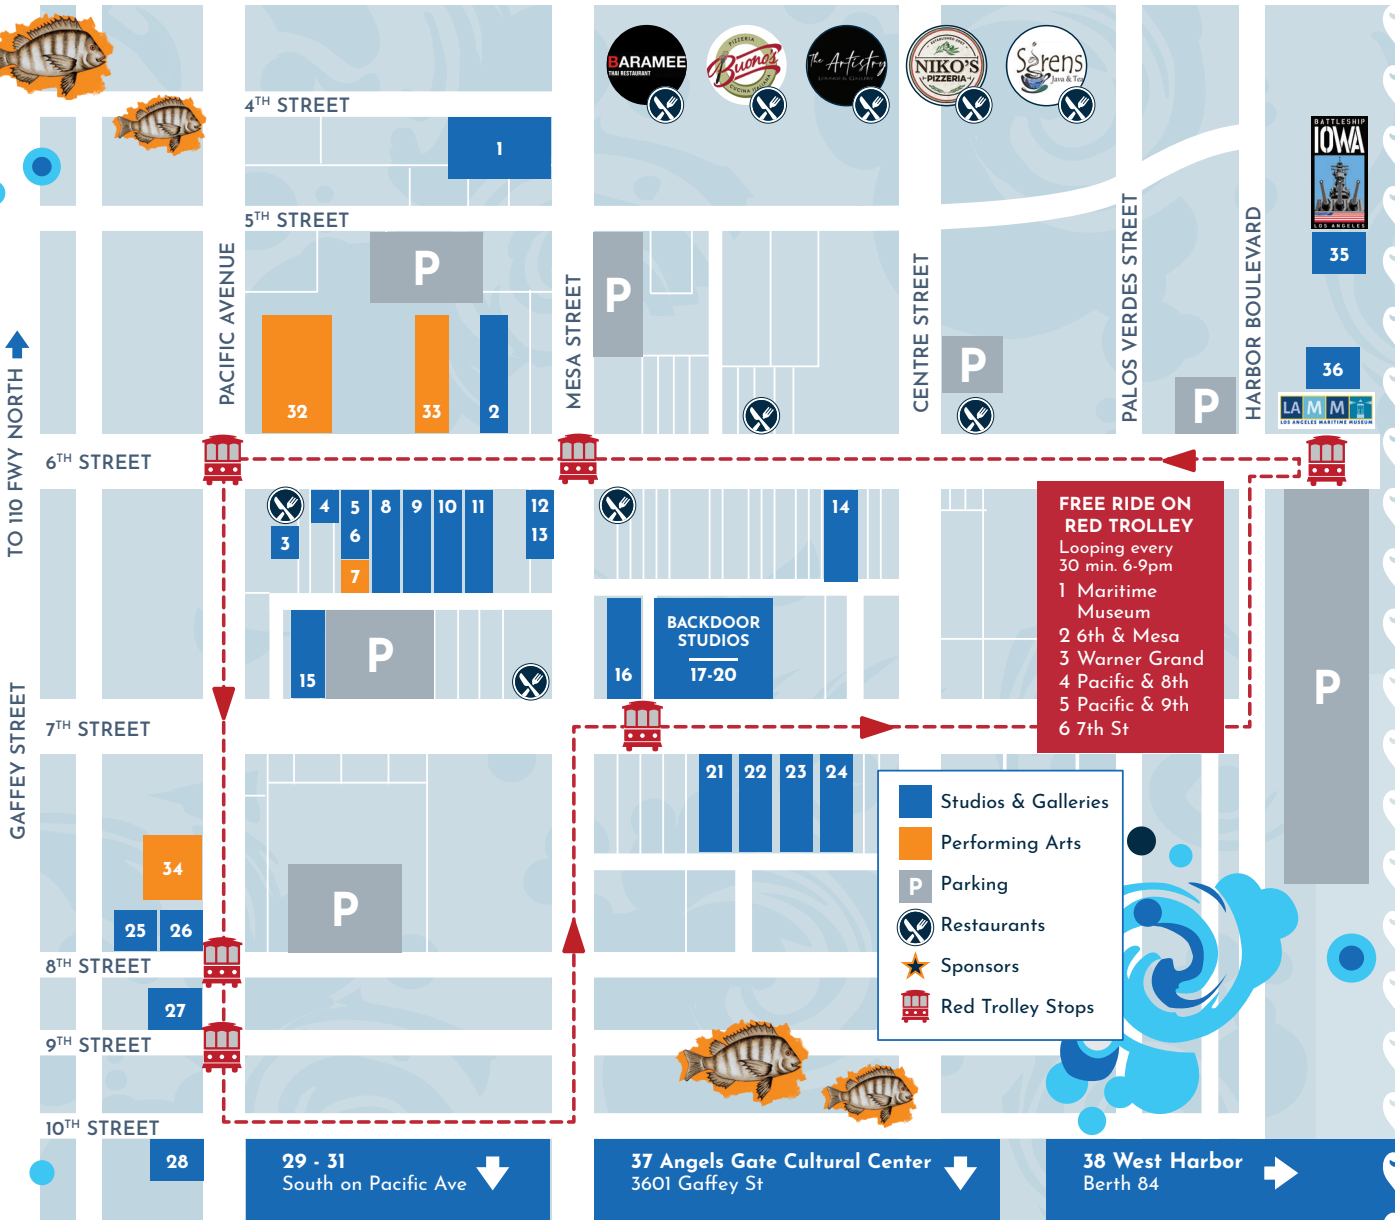 BARAMEE
THAI RESTAURANT
PIZZERIA
Buono's
CUCINA ITALIANA
The Artistry
NIKO'S
PIZZERIA
Sirens
Java & Tea
4TH STREET
1
BATTLESHIP
IOWA
LOS ANGELES
5TH STREET
35
PACIFIC AVENUE
MESA STREET
CENTRE STREET
PALOS VERDES STREET
HARBOR BOULEVARD
P
P
P
P
36
LAMM
LOS ANGELES MARITIME MUSEUM
32
33
2
TO 110 FWY NORTH
6TH STREET
3
4
5
6
7
8
9
10
11
12
13
14
FREE RIDE ON
RED TROLLEY
Looping every
30 min. 6-9pm
1 Maritime
Museum
2 6th & Mesa
3 Warner Grand
4 Pacific & 8th
5 Pacific & 9th
6 7th St
15
P
16
BACKDOOR
STUDIOS
17-20
P
GAFFEY STREET
7TH STREET
21
22
23
24
Studios & Galleries
Performing Arts
P
Parking
Restaurants
Sponsors
Red Trolley Stops
34
P
25
26
8TH STREET
27
9TH STREET
10TH STREET
28
29 - 31
South on Pacific Ave
37 Angels Gate Cultural Center
3601 Gaffey St
38 West Harbor
Berth 84